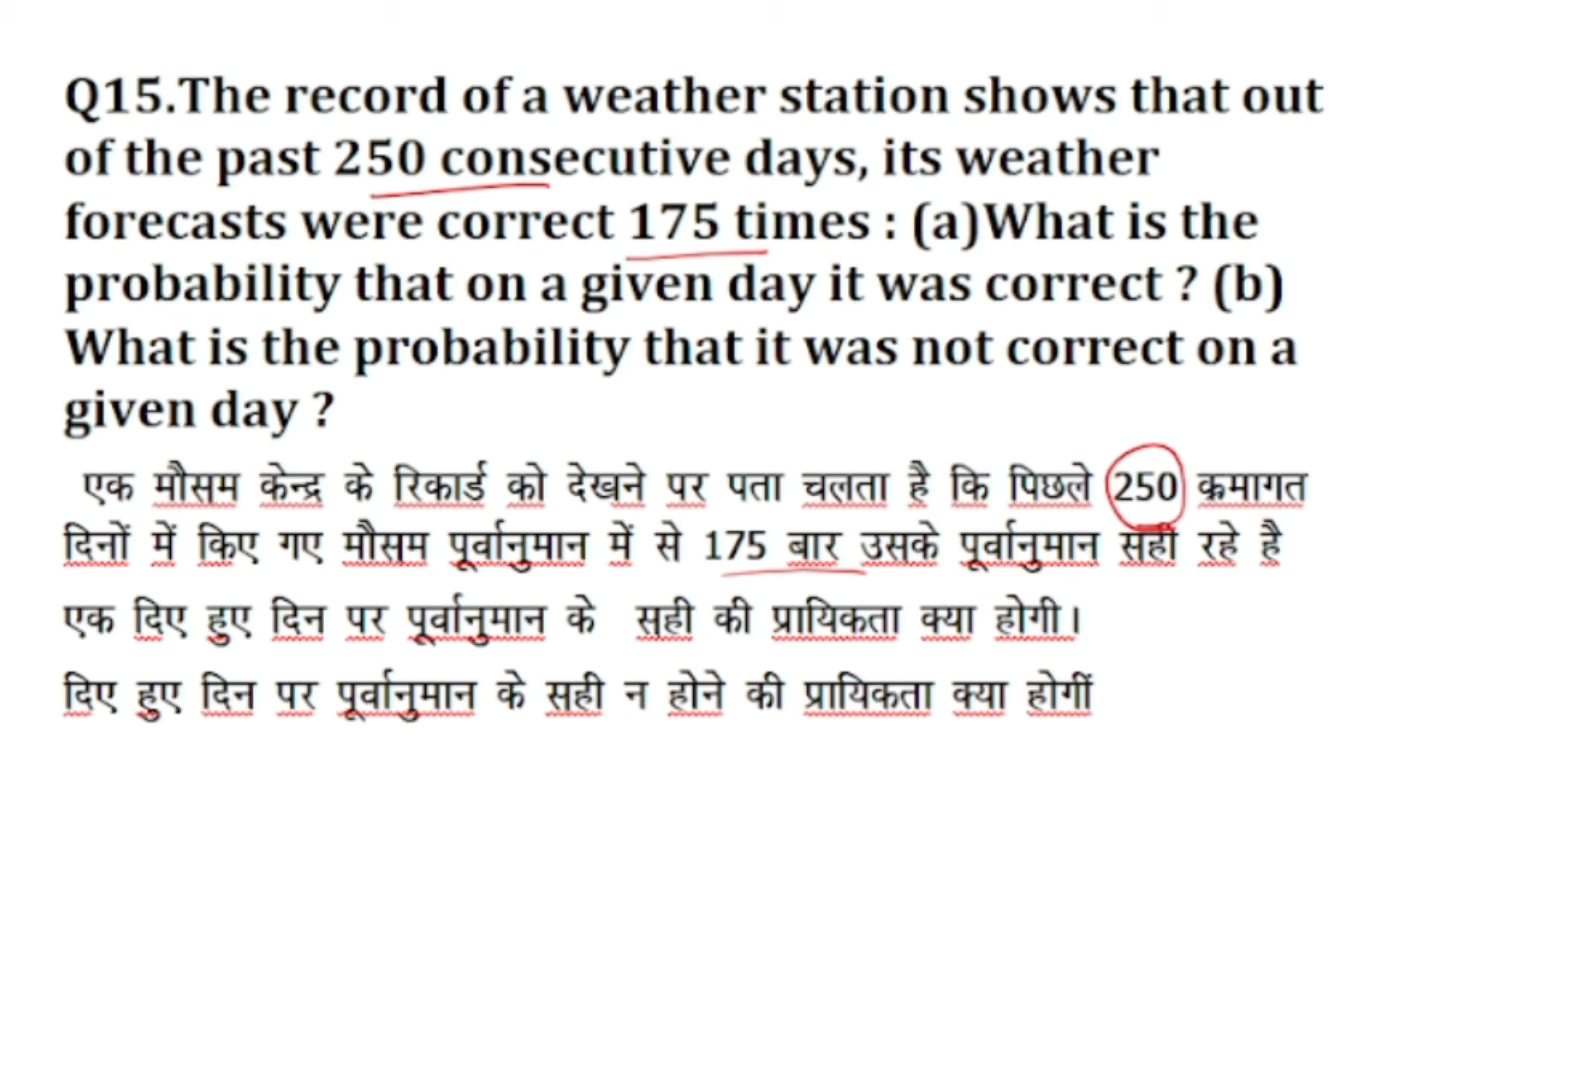 Q15.The record of a weather station shows that out
of the past 250 consecutive days, its weather
forecasts were correct 175 times : (a)What is the
probability that on a given day it was correct ? (b)
What is the probability that it was not correct on a
given day ?
एक मौसम केन्द्र के रिकार्ड को देखने पर पता चलता है कि पिछले 250 क्रमागत
दिनों में किए गए मौसम पूर्वानुमान में से 175 बार उसके पूर्वानुमान सही रहे है
एक दिए हुए दिन पर पूर्वानुमान के सही की प्रायिकता क्या होगी।
दिए हुए दिन पर पूर्वानुमान के सही न होने की प्रायिकता क्या होगीं